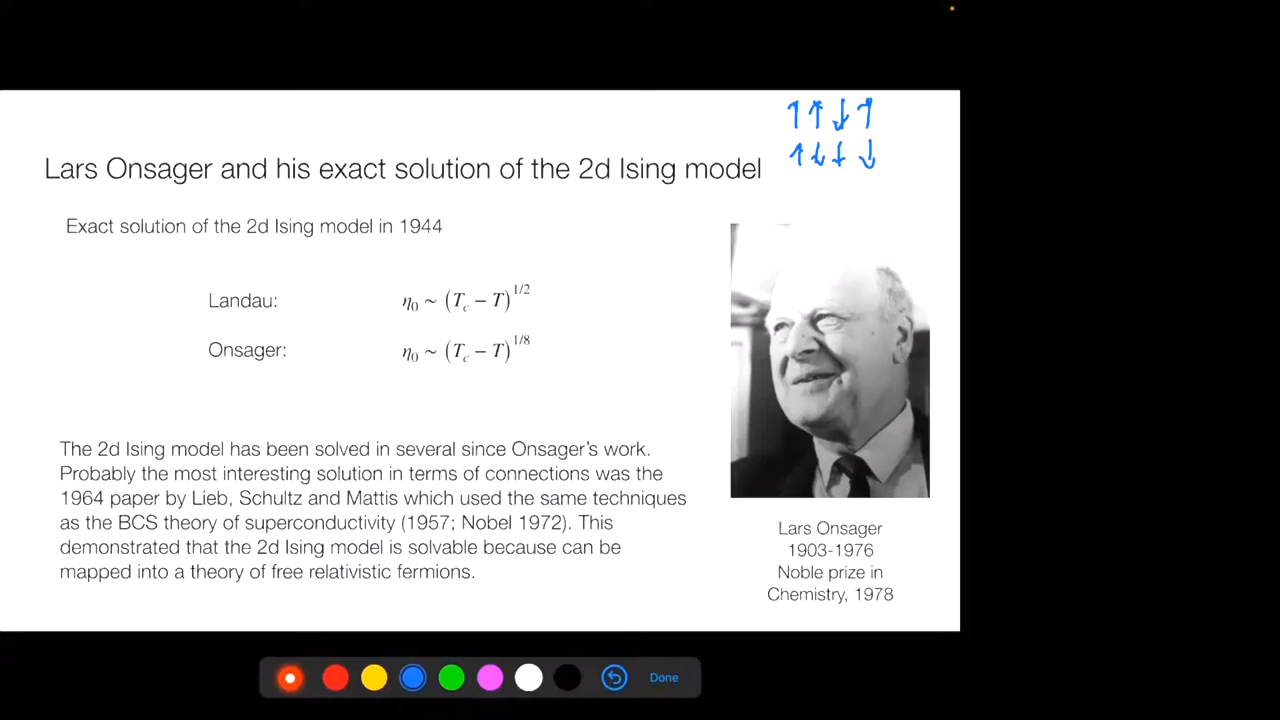 ↑ ↑ ↓ ↑
↑ ↓ ↓ ↓
Lars Onsager and his exact solution of the 2d Ising model
Exact solution of the 2d Ising model in 1944
Landau: η₀ ~ (T_c − T)^{1/2}
Onsager: η₀ ~ (T_c − T)^{1/8}
The 2d Ising model has been solved in several since Onsager’s work.
Probably the most interesting solution in terms of connections was the
1964 paper by Lieb, Schultz and Mattis which used the same techniques
as the BCS theory of superconductivity (1957; Nobel 1972). This
demonstrated that the 2d Ising model is solvable because can be
mapped into a theory of free relativistic fermions.
Lars Onsager
1903-1976
Noble prize in
Chemistry, 1978
Done